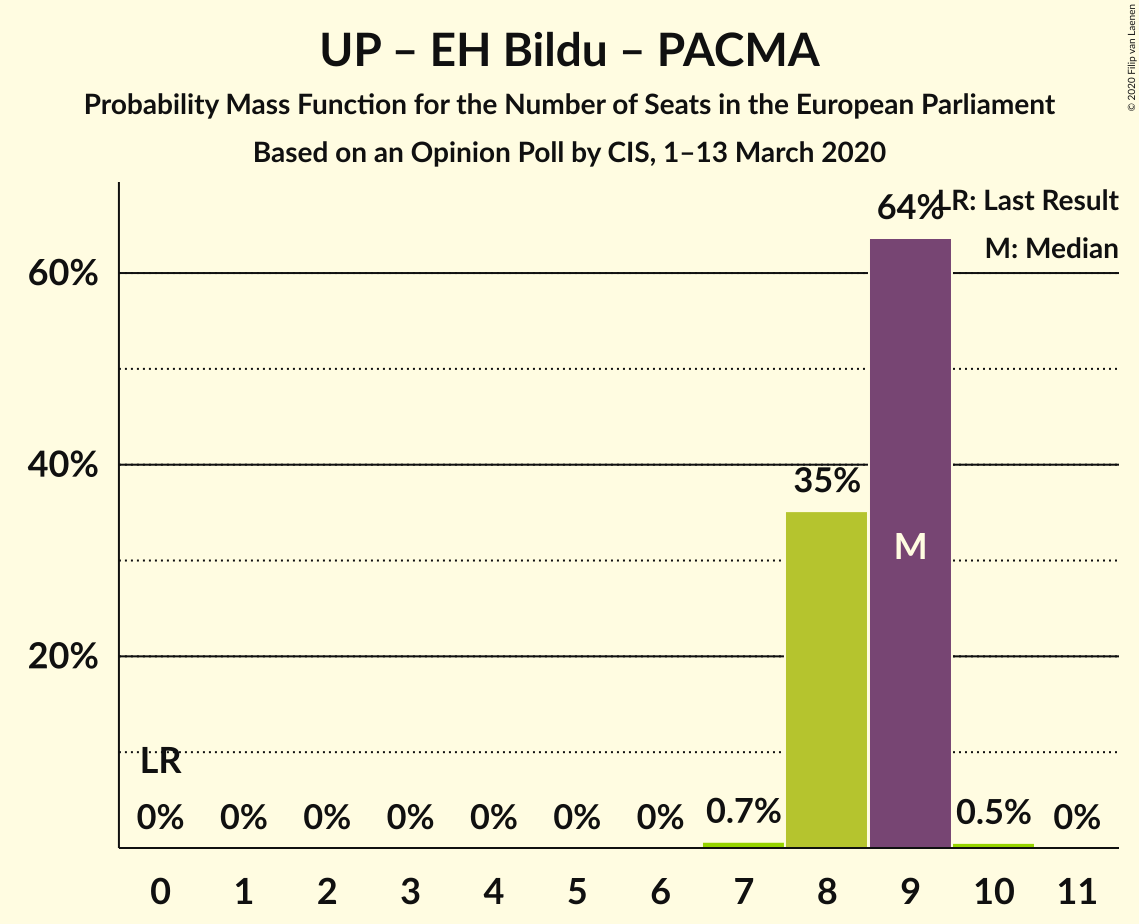 UP – EH Bildu – PACMA
Probability Mass Function for the Number of Seats in the European Parliament
Based on an Opinion Poll by CIS, 1–13 March 2020
© 2020 Filip van Laenen
LR: Last Result
M: Median
64%
60%
40%
35%
M
20%
LR
0% 0% 0% 0% 0% 0% 0% 0.7% 0.5% 0%
0 1 2 3 4 5 6 7 8 9 10 11